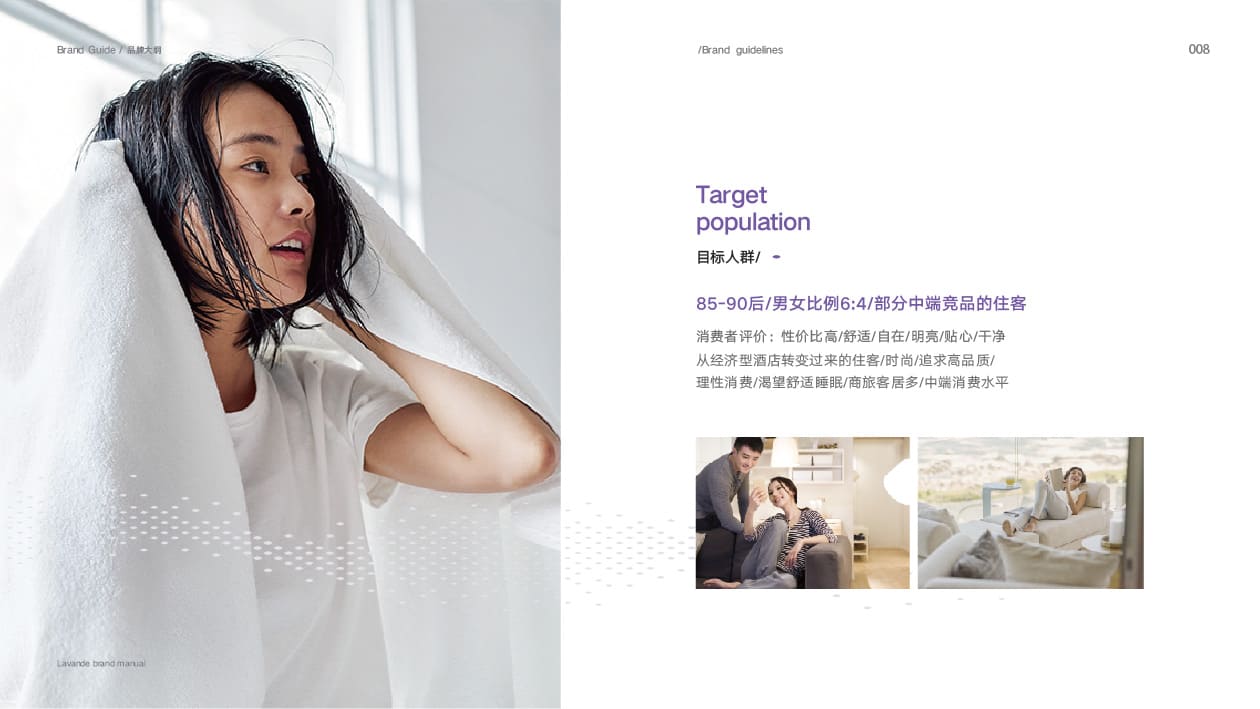 Brand Guide / 品牌大纲
/Brand guidelines
008
Target
population
目标人群/
85-90后/男女比例6:4/部分中端竞品的住客
消费者评价：性价比高/舒适/自在/明亮/贴心/干净
从经济型酒店转变过来的住客/时尚/追求高品质/
理性消费/渴望舒适睡眠/商旅客居多/中端消费水平
Lavande brand manual